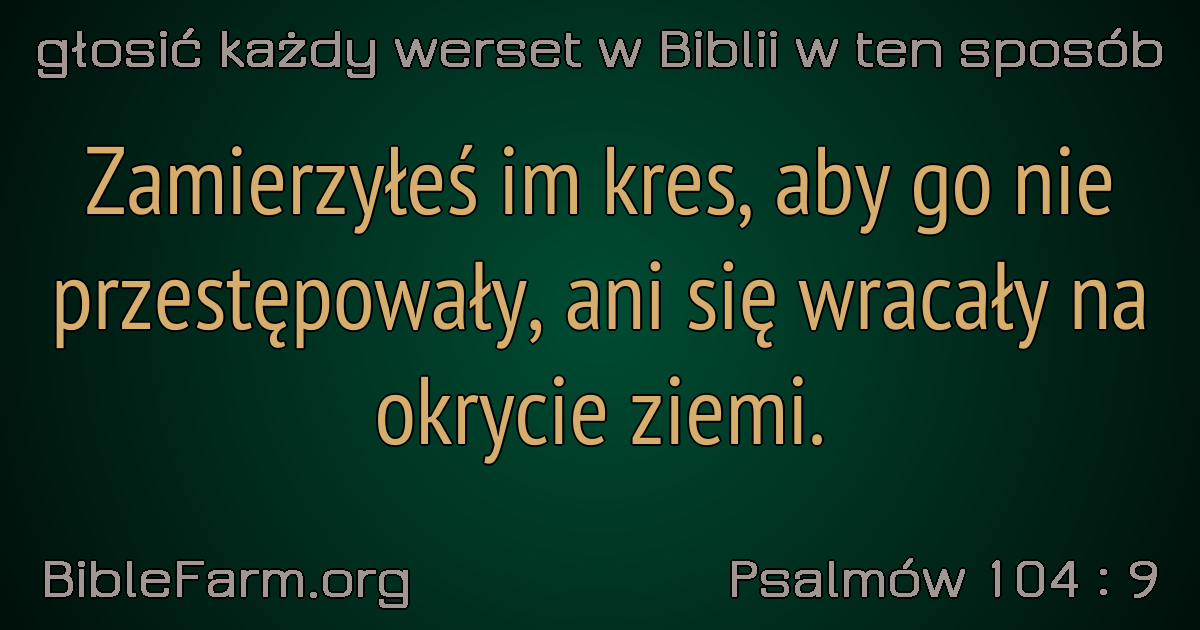 głosić każdy werset w Biblii w ten sposób
Zamierzyłeś im kres, aby go nie
przestępowały, ani się wracały na
okrycie ziemi.
BibleFarm.org
Psalmów 104 : 9